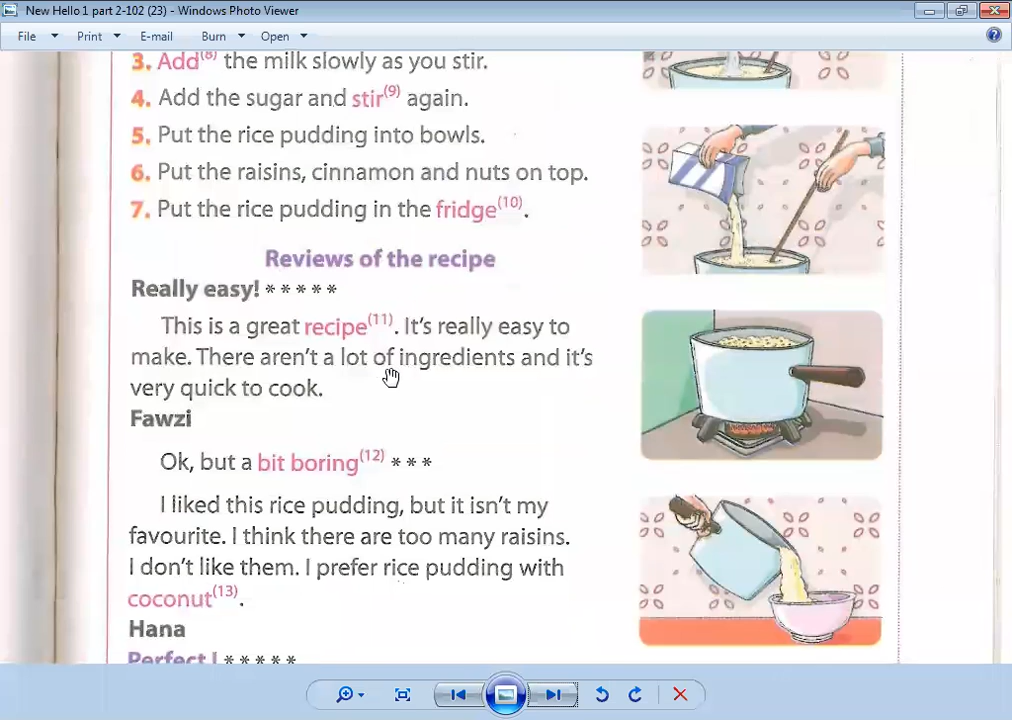 New Hello 1 part 2-102 (23) - Windows Photo Viewer
File Print E-mail Burn Open
3. Add(8) the milk slowly as you stir.
4. Add the sugar and stir(9) again.
5. Put the rice pudding into bowls.
6. Put the raisins, cinnamon and nuts on top.
7. Put the rice pudding in the fridge(10).
Reviews of the recipe
Really easy! * * * * *
This is a great recipe(11). It's really easy to
make. There aren't a lot of ingredients and it's
very quick to cook.
Fawzi
Ok, but a bit boring(12) * * *
I liked this rice pudding, but it isn't my
favourite. I think there are too many raisins.
I don't like them. I prefer rice pudding with
coconut(13).
Hana
Perfect ! * * * * *